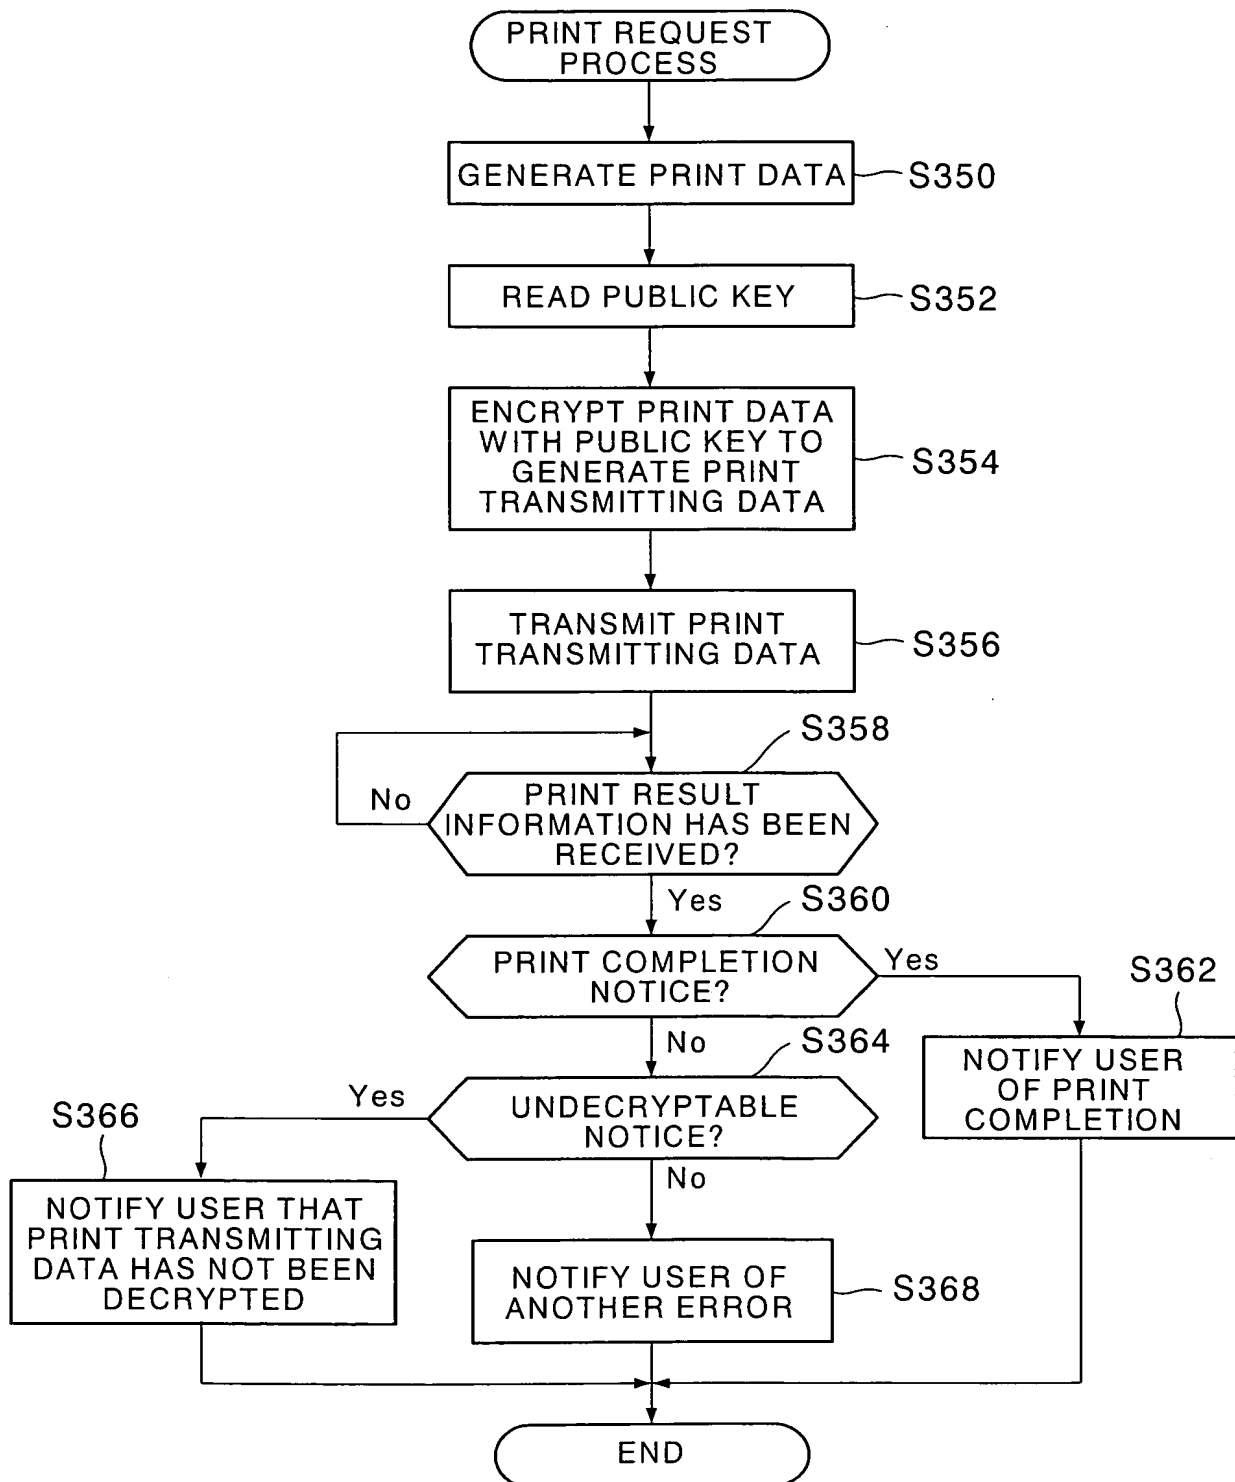 PRINT REQUEST
PROCESS
GENERATE PRINT DATA
S350
READ PUBLIC KEY
S352
ENCRYPT PRINT DATA
WITH PUBLIC KEY TO
GENERATE PRINT
TRANSMITTING DATA
S354
TRANSMIT PRINT
TRANSMITTING DATA
S356
S358
No
PRINT RESULT
INFORMATION HAS BEEN
RECEIVED?
Yes
S360
PRINT COMPLETION
NOTICE?
Yes
S362
No
S364
NOTIFY USER
OF PRINT
COMPLETION
Yes
UNDECRYPTABLE
NOTICE?
S366
No
NOTIFY USER THAT
PRINT TRANSMITTING
DATA HAS NOT BEEN
DECRYPTED
NOTIFY USER OF
ANOTHER ERROR
S368
END